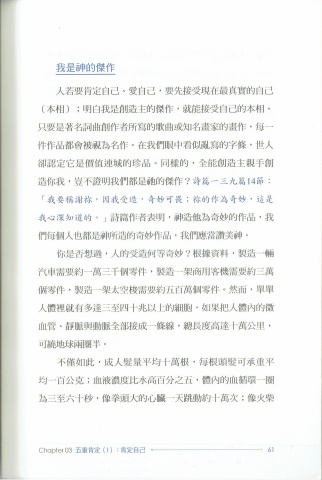 我是神的傑作
人若要肯定自己、愛自己，要先接受現在最真實的自己
（本相）；明白我是創造主的傑作，就能接受自己的本相。
只要是著名詞曲創作者所寫的歌曲或知名畫家的畫作，每一
件作品都會被視為名作。在我們眼中看似亂寫的字條，世人
卻認定它是價值連城的珍品。同樣的，全能創造主親手創
造你我，豈不證明我們都是祂的傑作？詩篇一三九篇14節：
「我要稱謝祢，因我受造，奇妙可畏；祢的作為奇妙，這是
我心深知道的。」詩篇作者表明，神造他為奇妙的作品，我
們每個人也都是神所造的奇妙作品，我們應當讚美神。
你是否想過，人的受造何等奇妙？根據資料，製造一輛
汽車需要約一萬三千個零件，製造一架商用客機需要約三萬
個零件，製造一架太空梭需要約五百萬個零件。然而，單單
人體裡就有多達三至四十兆以上的細胞。如果把人體內的微
血管、靜脈與動脈全部接成一條線，總長度高達十萬公里，
可繞地球兩圈半。
不僅如此，成人髮量平均十萬根，每根頭髮可承重平
均一百公克；血液濃度比水高百分之五，體內的血循環一圈
為三至六十秒，像拳頭大的心臟一天跳動約十萬次；像火柴
Chapter 03 五重肯定（1）：肯定自己 61